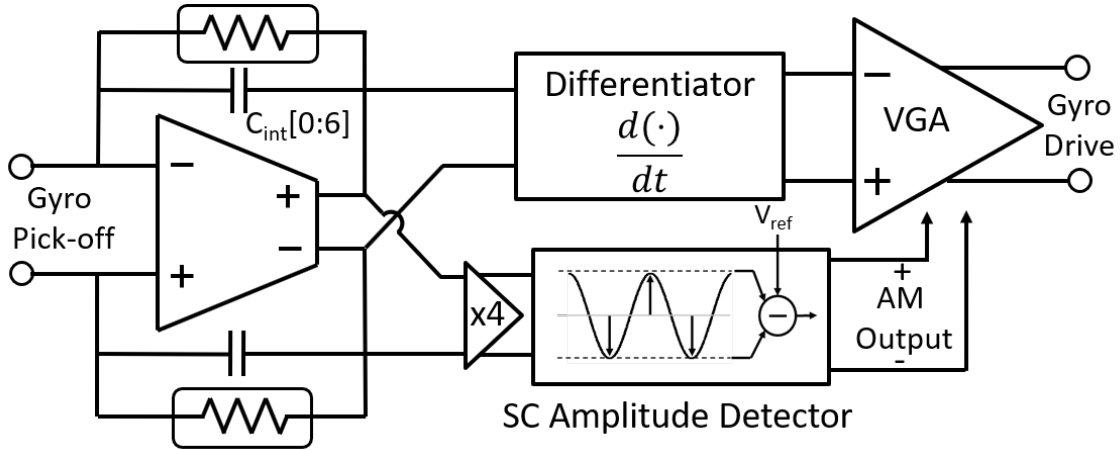 C_int[0:6]
Differentiator
d(·)
dt
−
VGA
+
Gyro
Drive
−
+
−
+
Gyro
Pick-off
V_ref
x4
−
+
AM
Output
-
SC Amplitude Detector